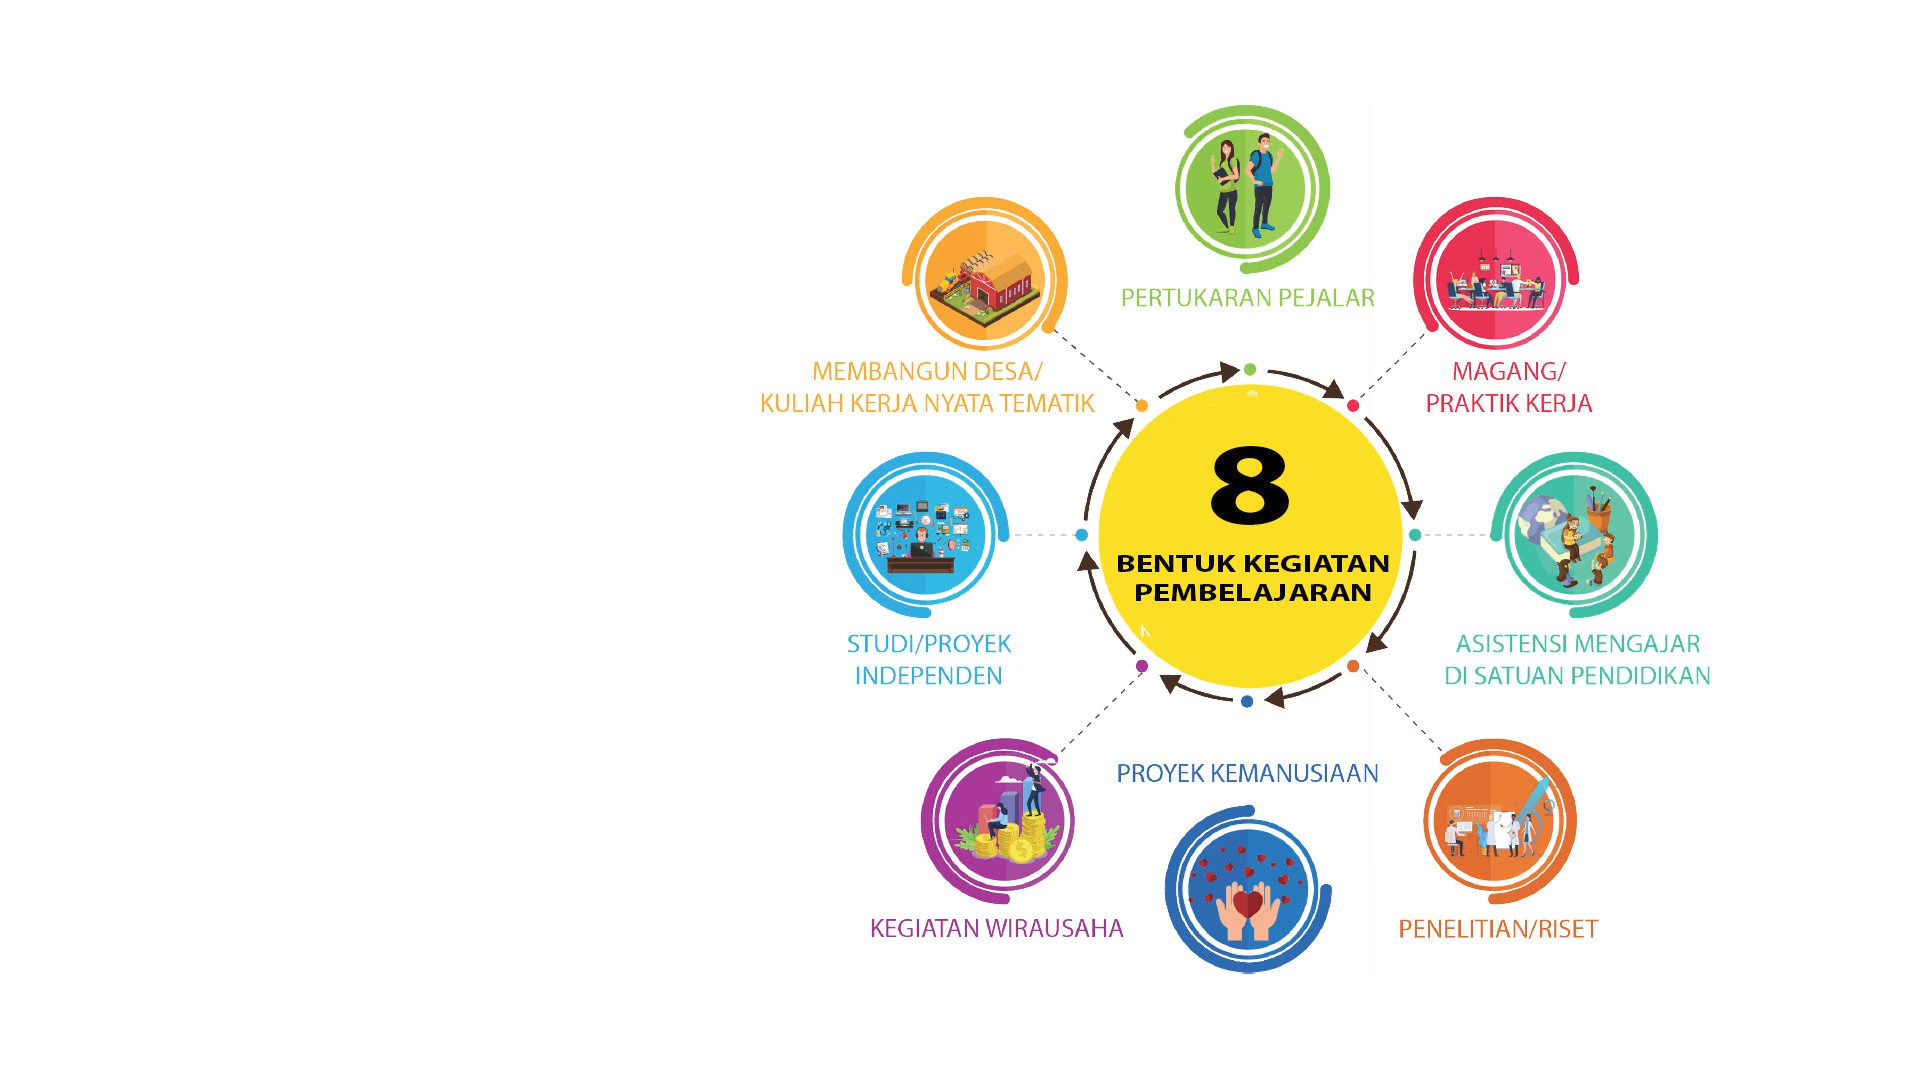 PERTUKARAN PEJALAR
MAGANG/
PRAKTIK KERJA
ASISTENSI MENGAJAR
DI SATUAN PENDIDIKAN
PENELITIAN/RISET
PROYEK KEMANUSIAAN
KEGIATAN WIRAUSAHA
STUDI/PROYEK
INDEPENDEN
MEMBANGUN DESA/
KULIAH KERJA NYATA TEMATIK
8
BENTUK KEGIATAN
PEMBELAJARAN